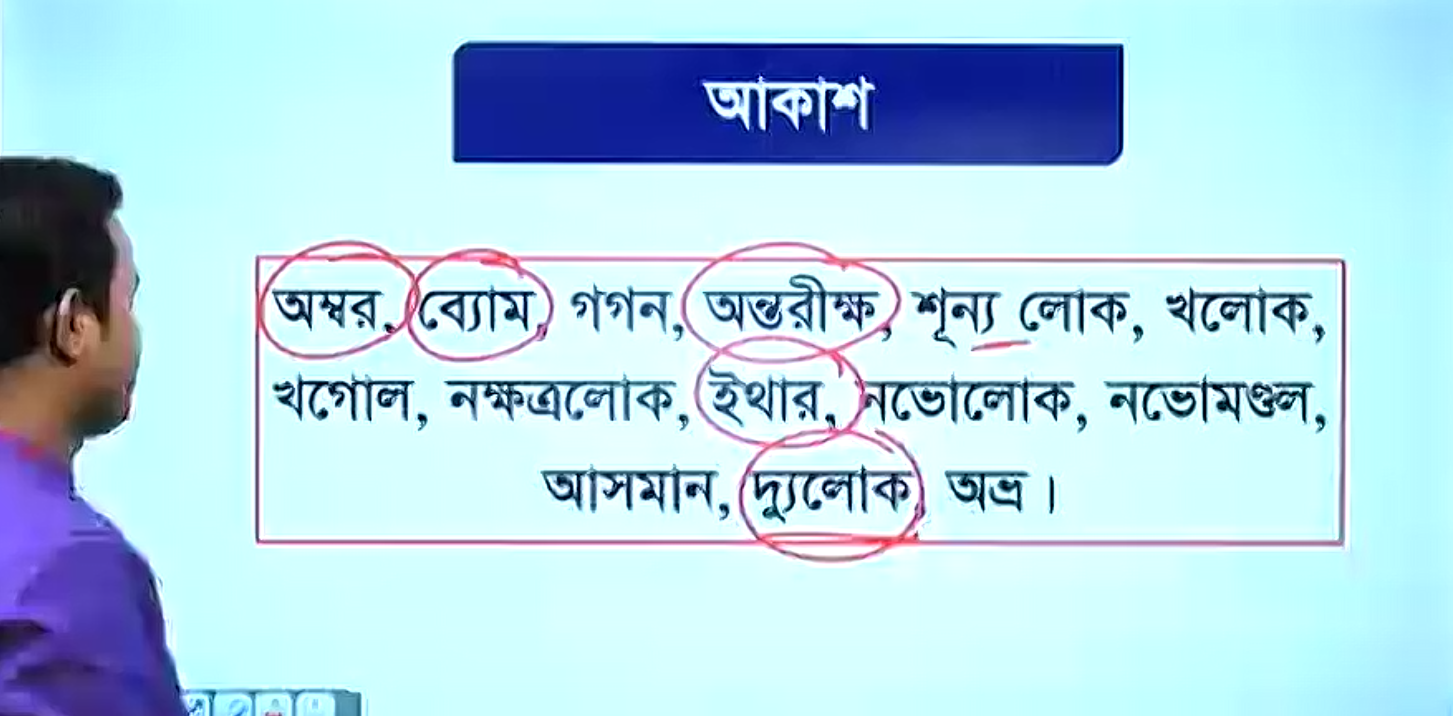 আকাশ
অম্বর, ব্যোম, গগন, অন্তরীক্ষ, শূন্য লোক, খলোক,
খগোল, নক্ষত্রলোক, ইথার, নভোলোক, নভোমণ্ডল,
আসমান, দ্যুলোক, অভ্র।